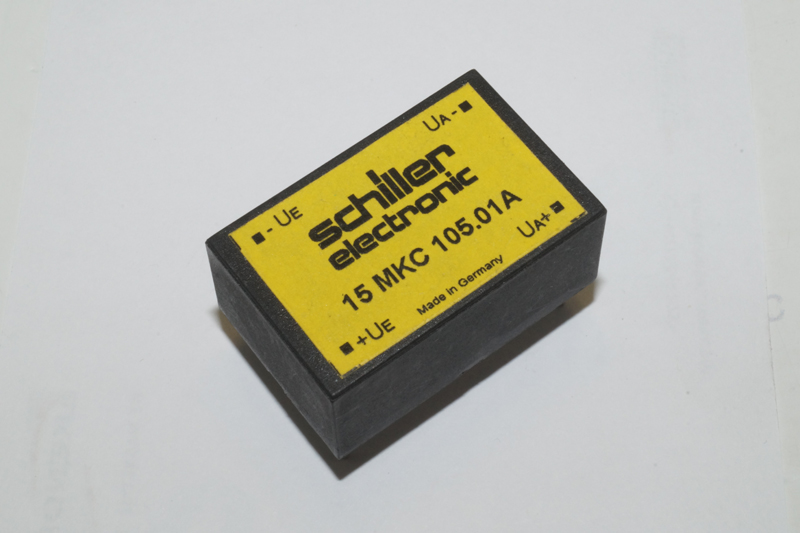 - UE
UA -
schiller
electronic
15 MKC 105.01A
Made in Germany
+UE
UA+